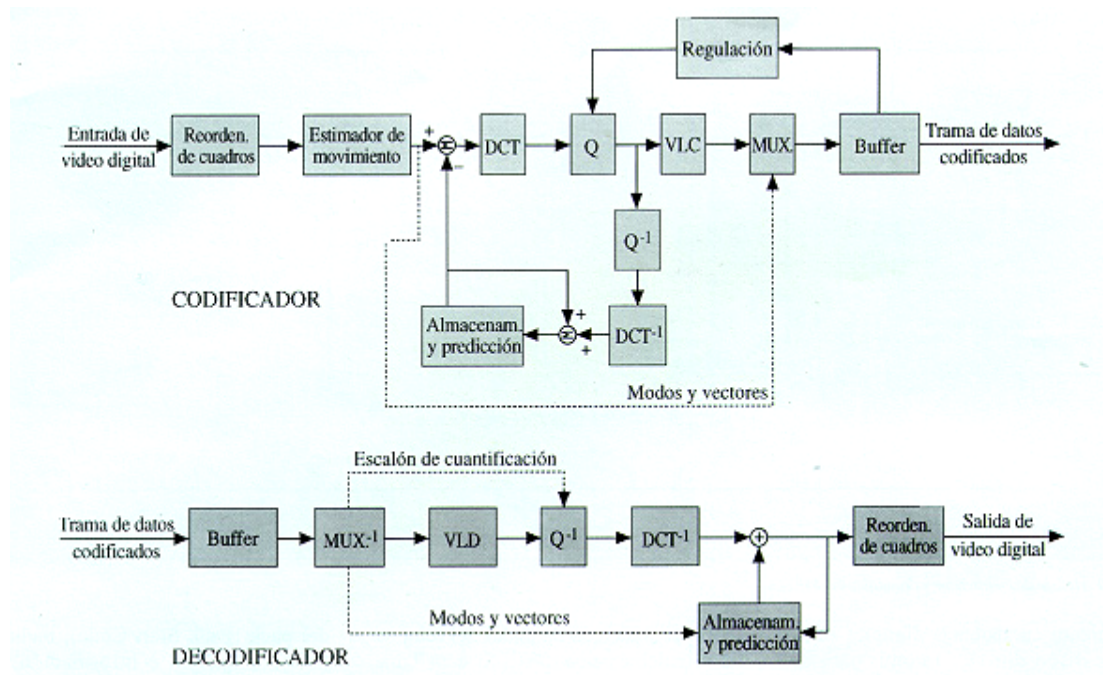 Regulación
Entrada de
video digital
Reorden.
de cuadros
Estimador de
movimiento
+
Σ
−
DCT
Q
VLC
MUX.
Buffer
Trama de datos
codificados
Q-1
CODIFICADOR
Almacenam.
y predicción
+
Σ
+
DCT-1
Modos y vectores
Escalón de cuantificación
Trama de datos
codificados
Buffer
MUX.-1
VLD
Q-1
DCT-1
+
Reorden.
de cuadros
Salida de
video digital
Modos y vectores
Almacenam.
y predicción
DECODIFICADOR